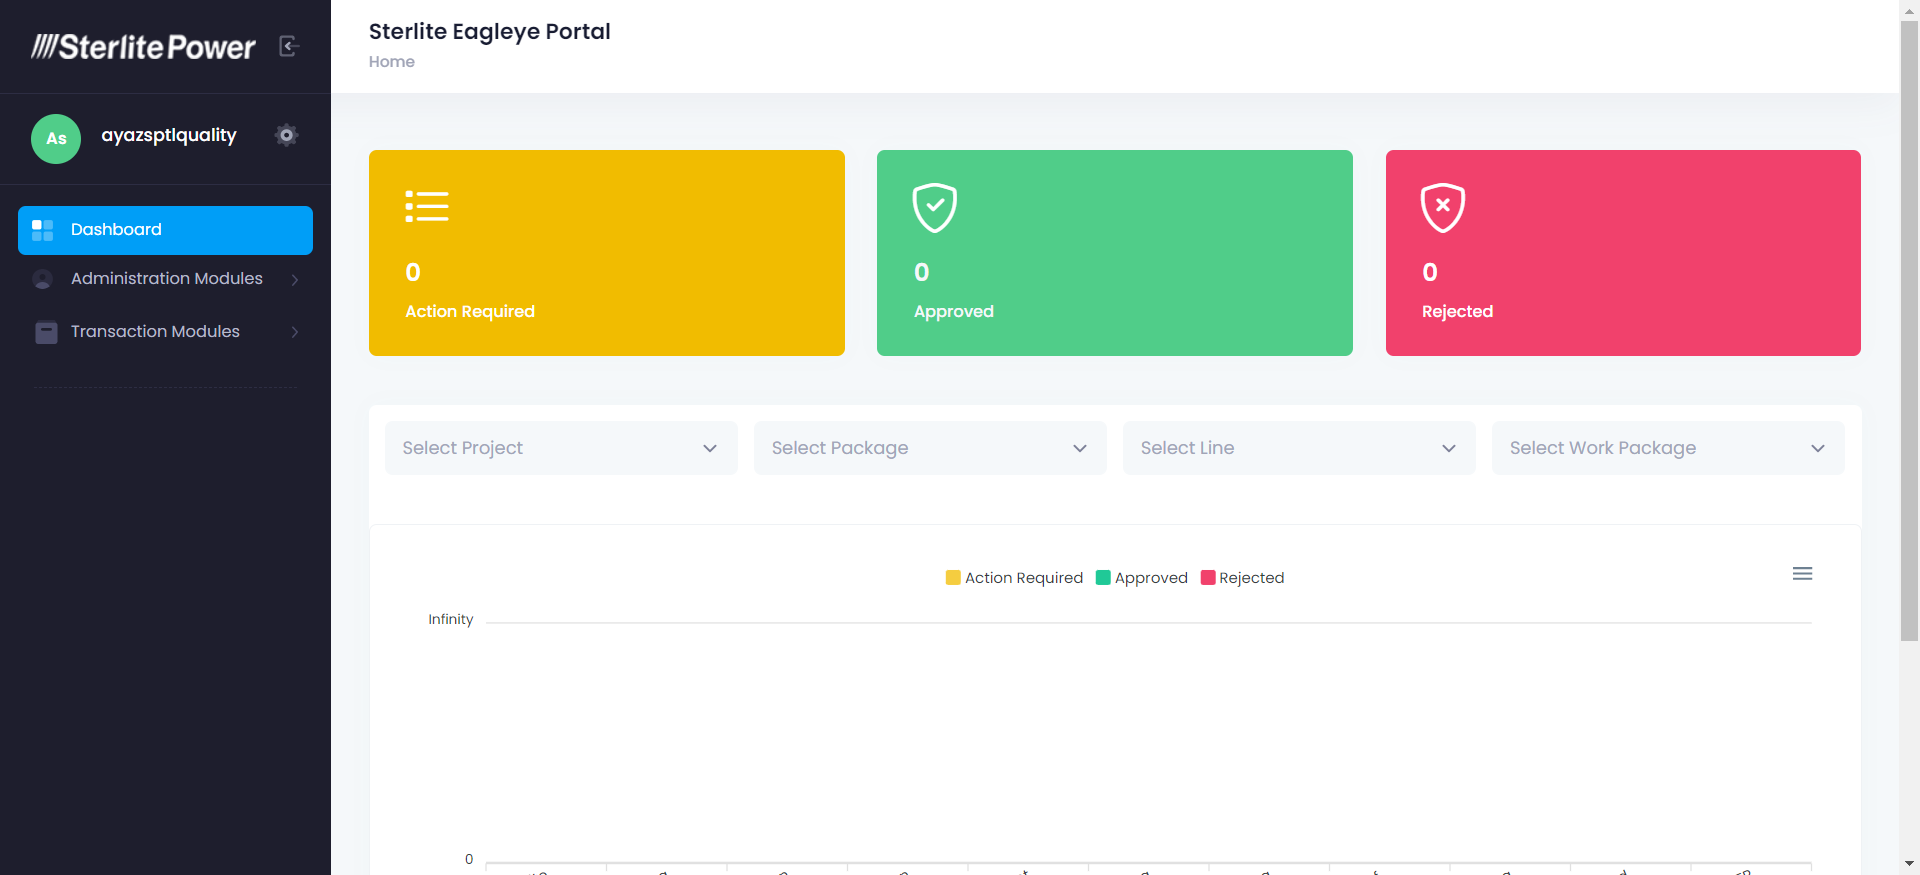 Sterlite Power
As
ayazsptlquality
Dashboard
Administration Modules
Transaction Modules
Sterlite Eagleye Portal
Home
0
Action Required
0
Approved
0
Rejected
Select Project
Select Package
Select Line
Select Work Package
Action Required
Approved
Rejected
Infinity
0